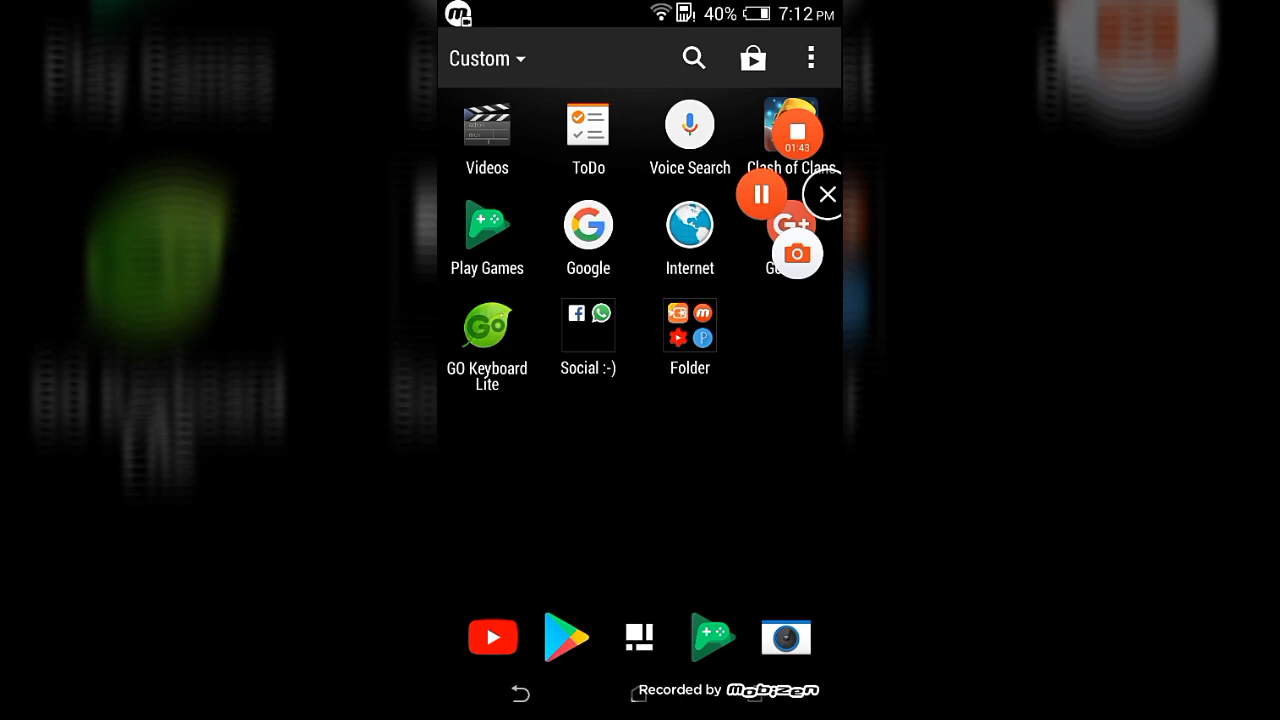 40% 7:12 PM
Custom
Videos
ToDo
Voice Search
Clash of Clans
01:43
Play Games
Google
Internet
G+
GO
GO Keyboard
Lite
Social :-)
Folder
Recorded by mobizen